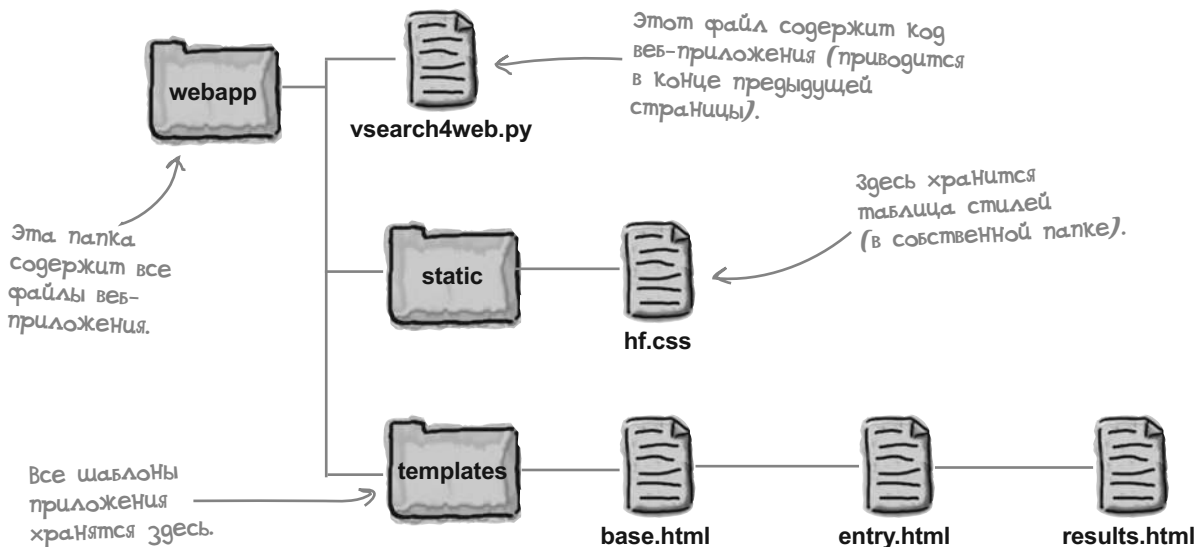 Этот файл содержит код
веб-приложения (приводится
в конце предыдущей
страницы).
webapp
vsearch4web.py
Здесь хранится
таблица стилей
(в собственной папке).
Эта папка
содержит все
файлы веб-
приложения.
static
hf.css
Все шаблоны
приложения
хранятся здесь.
templates
base.html
entry.html
results.html